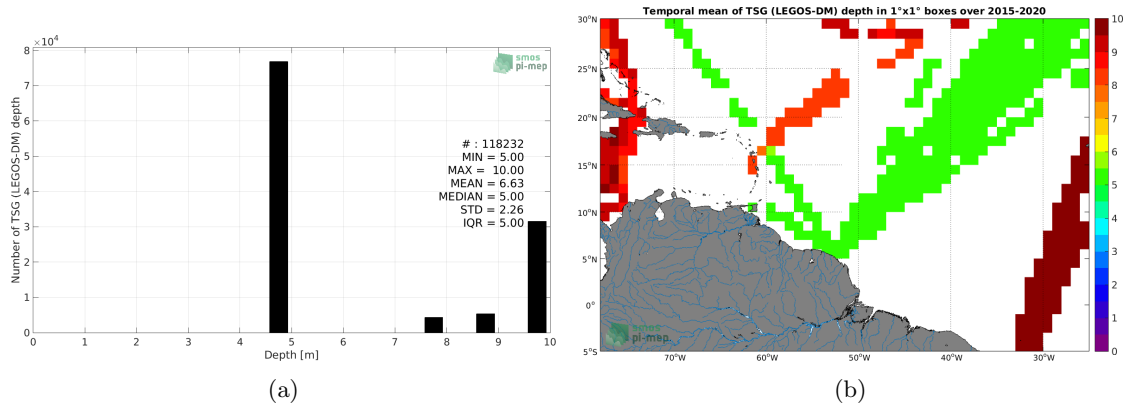 ×10⁴
8
7
6
5
4
3
2
1
0
Number of TSG (LEGOS-DM) depth
smos
pi-mep
# : 118232
MIN = 5.00
MAX = 10.00
MEAN = 6.63
MEDIAN = 5.00
STD = 2.26
IQR = 5.00
0 1 2 3 4 5 6 7 8 9 10
Depth [m]
(a)
Temporal mean of TSG (LEGOS-DM) depth in 1°x1° boxes over 2015-2020
30°N
25°N
20°N
15°N
10°N
5°N
0°
5°S
70°W 60°W 50°W 40°W 30°W
smos
pi-mep
10
9
8
7
6
5
4
3
2
1
0
(b)